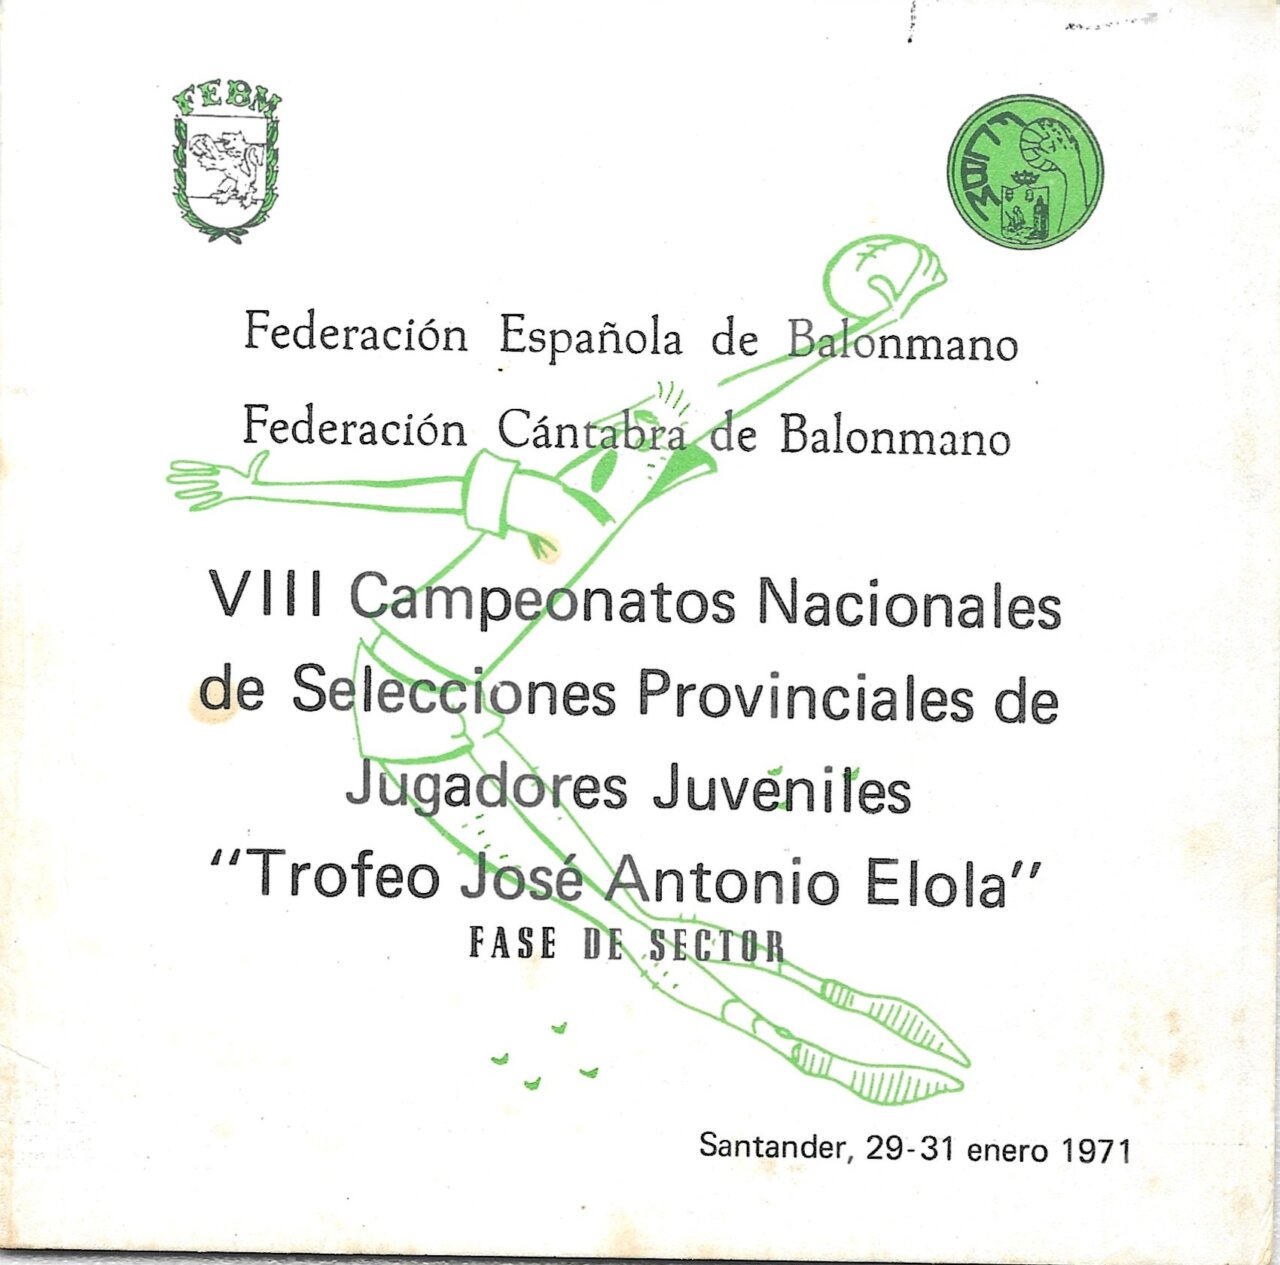 FEBM
FCBM
Federación Española de Balonmano
Federación Cántabra de Balonmano
VIII Campeonatos Nacionales
de Selecciones Provinciales de
Jugadores Juveniles
"Trofeo José Antonio Elola"
FASE DE SECTOR
Santander, 29-31 enero 1971